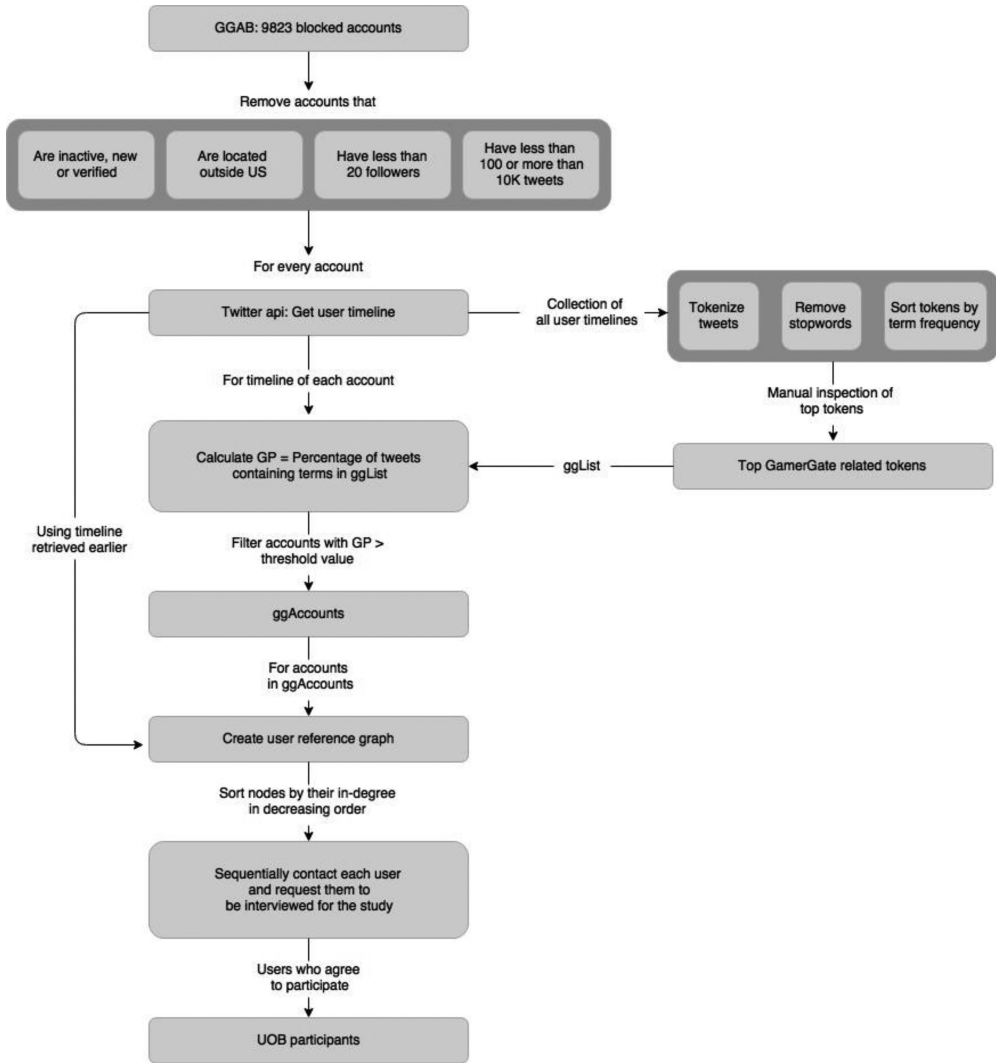 GGAB: 9823 blocked accounts
Remove accounts that
Are inactive, new
or verified
Are located
outside US
Have less than
20 followers
Have less than
100 or more than
10K tweets
For every account
Twitter api: Get user timeline
Collection of
all user timelines
Tokenize
tweets
Remove
stopwords
Sort tokens by
term frequency
For timeline of each account
Manual inspection of
top tokens
Calculate GP = Percentage of tweets
containing terms in ggList
ggList
Top GamerGate related tokens
Using timeline
retrieved earlier
Filter accounts with GP >
threshold value
ggAccounts
For accounts
in ggAccounts
Create user reference graph
Sort nodes by their in-degree
in decreasing order
Sequentially contact each user
and request them to
be interviewed for the study
Users who agree
to participate
UOB participants